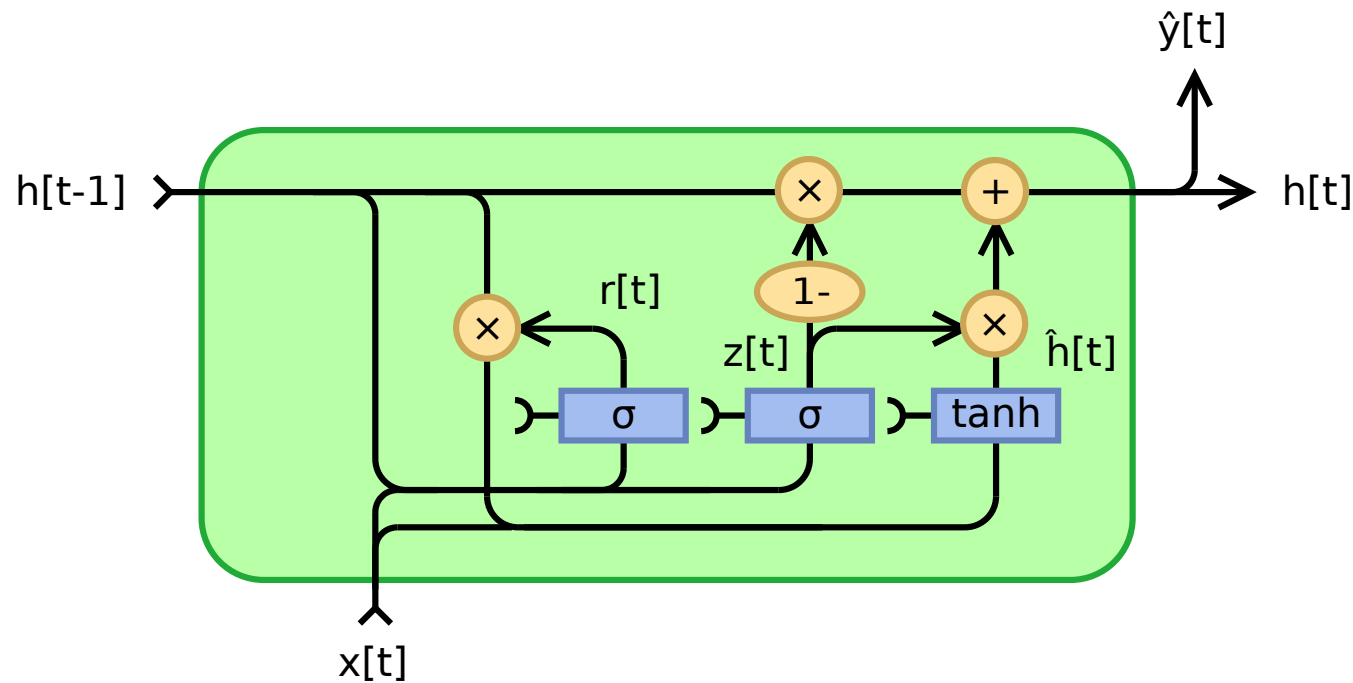 ŷ[t]
h[t-1]
×
+
h[t]
r[t]
1-
×
z[t]
×
ĥ[t]
σ
σ
tanh
x[t]